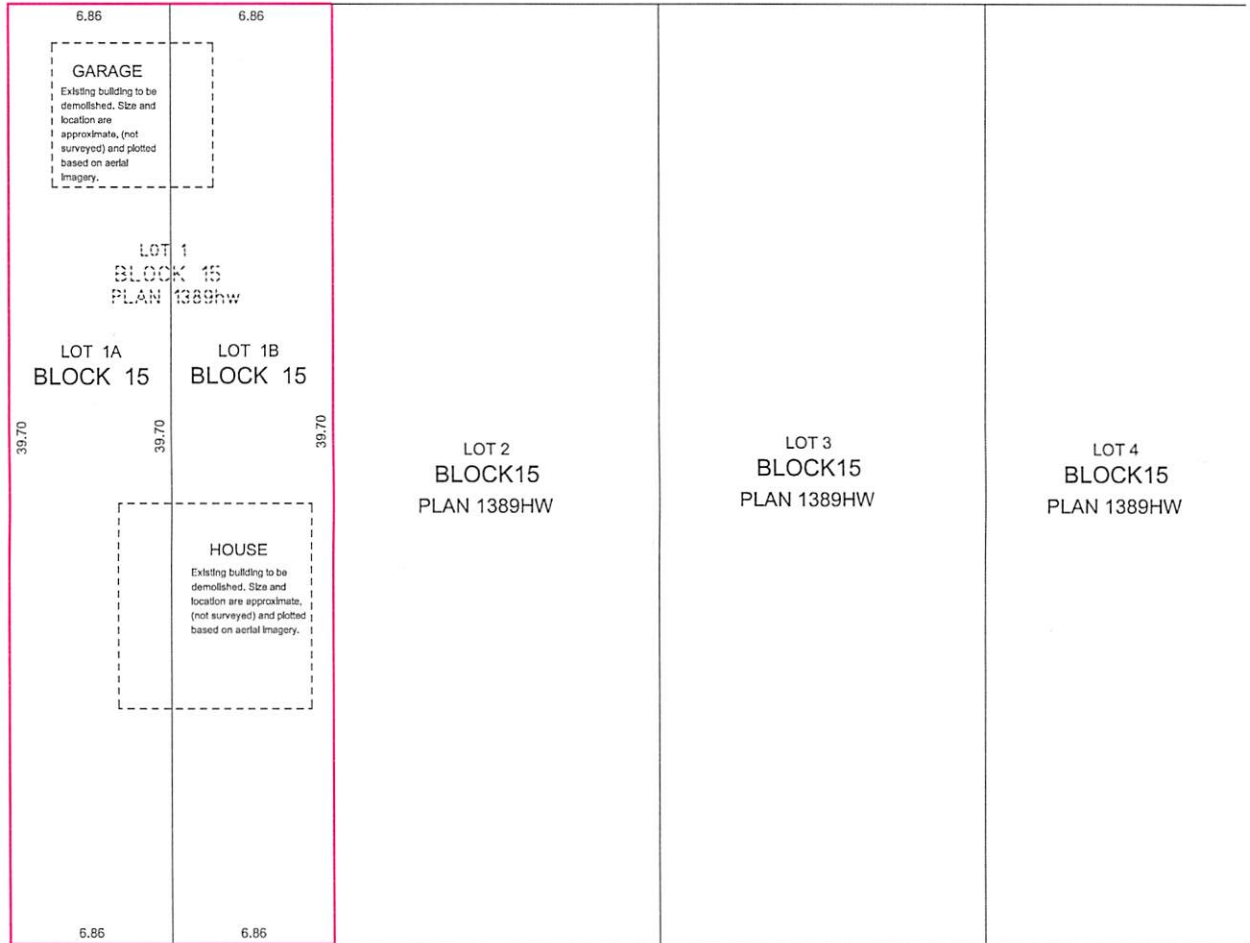 6.86
6.86
GARAGE
Existing building to be
demolished. Size and
location are
approximate, (not
surveyed) and plotted
based on aerial
imagery.
LOT 1
BLOCK 15
PLAN 1389hw
LOT 1A
BLOCK 15
LOT 1B
BLOCK 15
39.70
39.70
39.70
LOT 2
BLOCK15
PLAN 1389HW
LOT 3
BLOCK15
PLAN 1389HW
LOT 4
BLOCK15
PLAN 1389HW
HOUSE
Existing building to be
demolished. Size and
location are approximate,
(not surveyed) and plotted
based on aerial imagery.
6.86
6.86